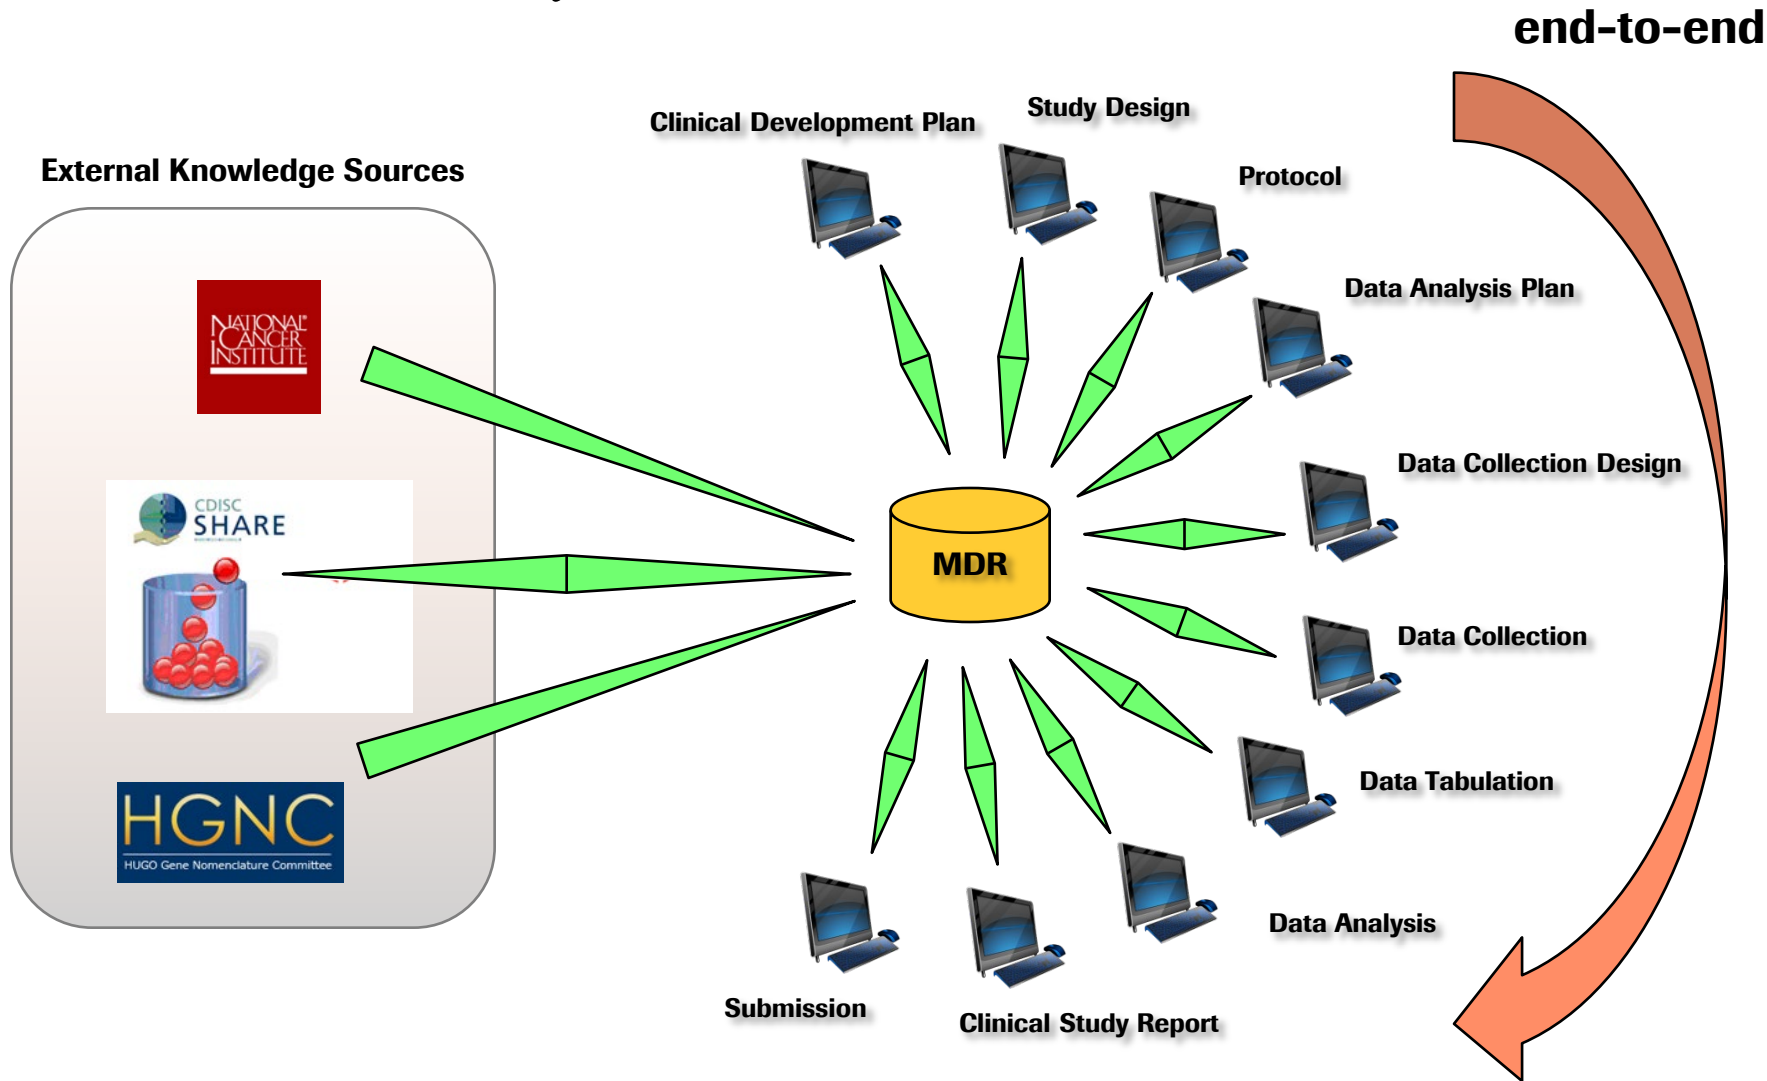 end-to-end
Study Design
Clinical Development Plan
External Knowledge Sources
Protocol
Data Analysis Plan
NATIONAL
CANCER
INSTITUTE
Data Collection Design
CDISC
SHARE
MDR
Data Collection
Data Tabulation
HGNC
HUGO Gene Nomenclature Committee
Data Analysis
Submission
Clinical Study Report